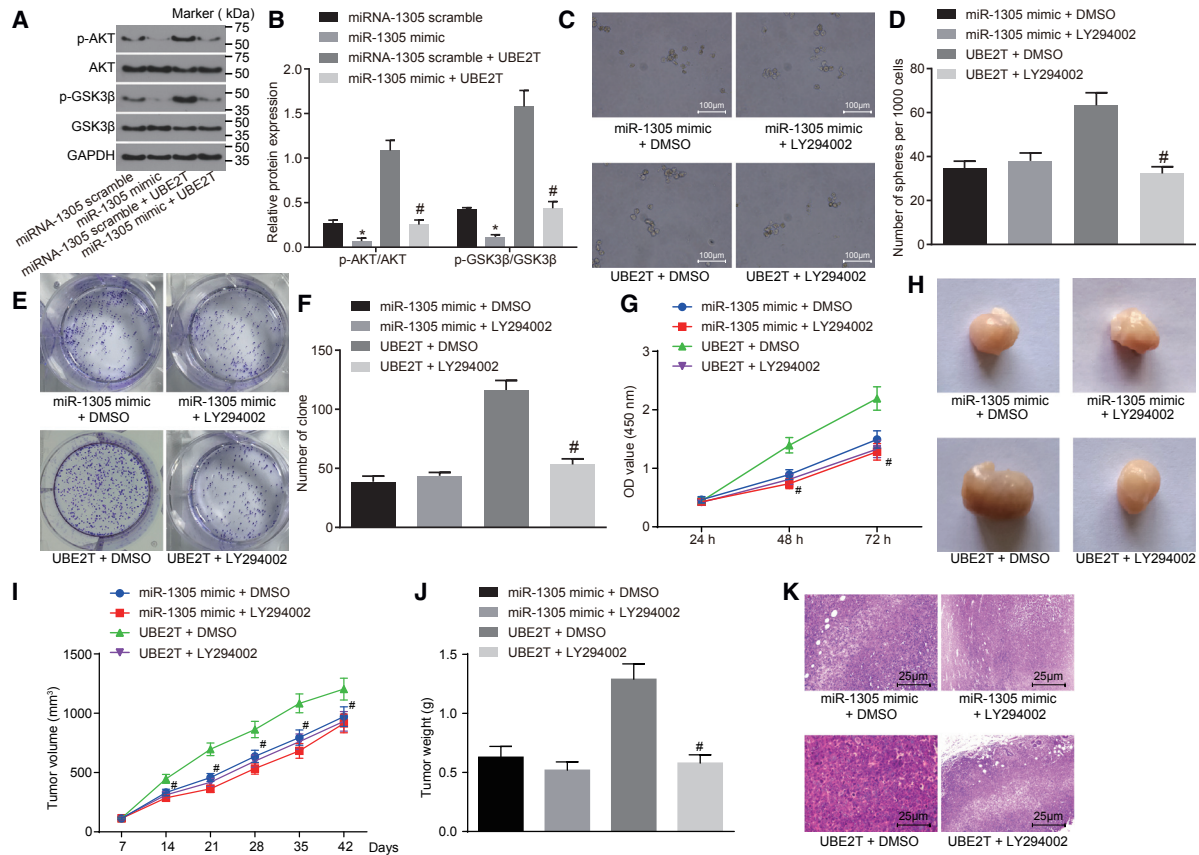 A
Marker ( kDa)
p-AKT
75
50
AKT
75
50
p-GSK3β
50
35
GSK3β
50
35
GAPDH
50
35
miRNA-1305 scramble
miR-1305 mimic
miRNA-1305 scramble + UBE2T
miR-1305 mimic + UBE2T
B
miRNA-1305 scramble
miR-1305 mimic
miRNA-1305 scramble + UBE2T
miR-1305 mimic + UBE2T
Relative protein expression
2.0
1.5
1.0
0.5
0.0
*
#
*
#
p-AKT/AKT
p-GSK3β/GSK3β
C
100μm
100μm
miR-1305 mimic
+ DMSO
miR-1305 mimic
+ LY294002
100μm
100μm
UBE2T + DMSO
UBE2T + LY294002
D
miR-1305 mimic + DMSO
miR-1305 mimic + LY294002
UBE2T + DMSO
UBE2T + LY294002
Number of spheres per 1000 cells
80
60
40
20
0
#
E
miR-1305 mimic
+ DMSO
miR-1305 mimic
+ LY294002
UBE2T + DMSO
UBE2T + LY294002
F
miR-1305 mimic + DMSO
miR-1305 mimic + LY294002
UBE2T + DMSO
UBE2T + LY294002
Number of clone
150
100
50
0
#
G
miR-1305 mimic + DMSO
miR-1305 mimic + LY294002
UBE2T + DMSO
UBE2T + LY294002
OD value (450 nm)
3
2
1
0
#
#
24 h
48 h
72 h
H
miR-1305 mimic
+ DMSO
miR-1305 mimic
+ LY294002
UBE2T + DMSO
UBE2T + LY294002
I
miR-1305 mimic + DMSO
miR-1305 mimic + LY294002
UBE2T + DMSO
UBE2T + LY294002
Tumor volume (mm³)
1500
1000
500
0
#
#
#
#
#
7
14
21
28
35
42
Days
J
miR-1305 mimic + DMSO
miR-1305 mimic + LY294002
UBE2T + DMSO
UBE2T + LY294002
Tumor weight (g)
1.5
1.0
0.5
0.0
#
K
25μm
25μm
miR-1305 mimic
+ DMSO
miR-1305 mimic
+ LY294002
25μm
25μm
UBE2T + DMSO
UBE2T + LY294002